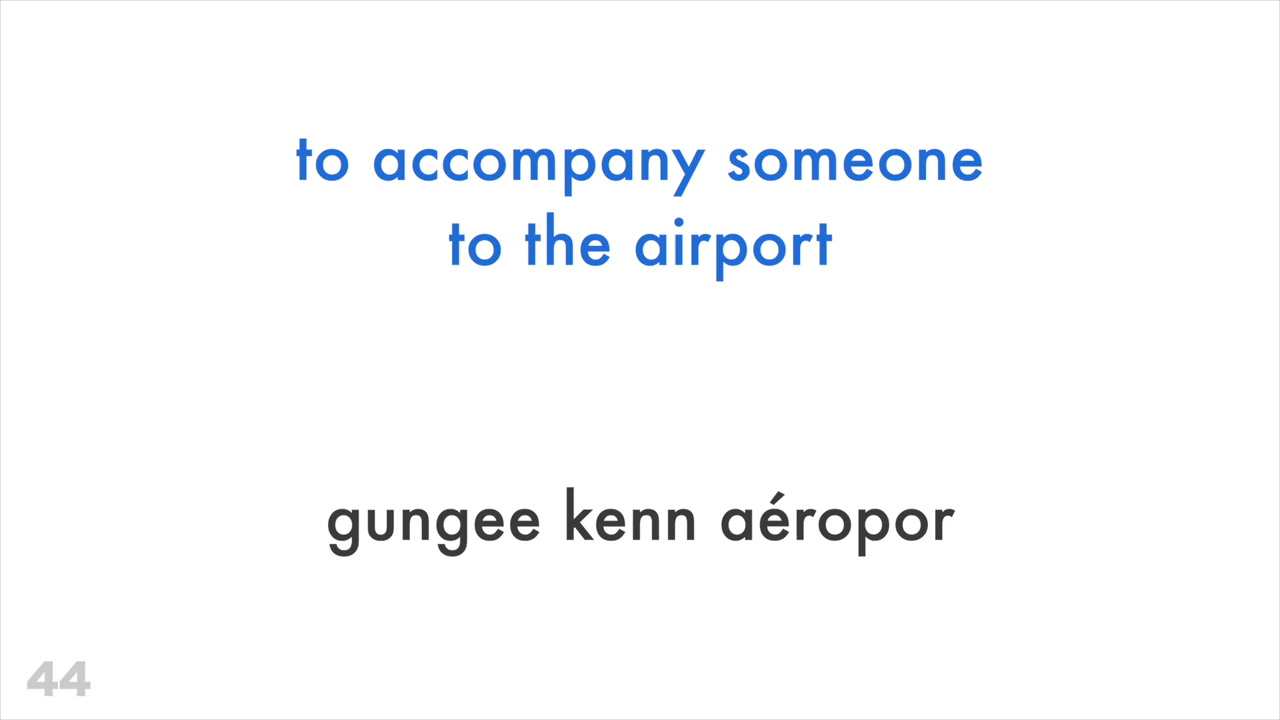 to accompany someone
to the airport
gungee kenn aéropor
44